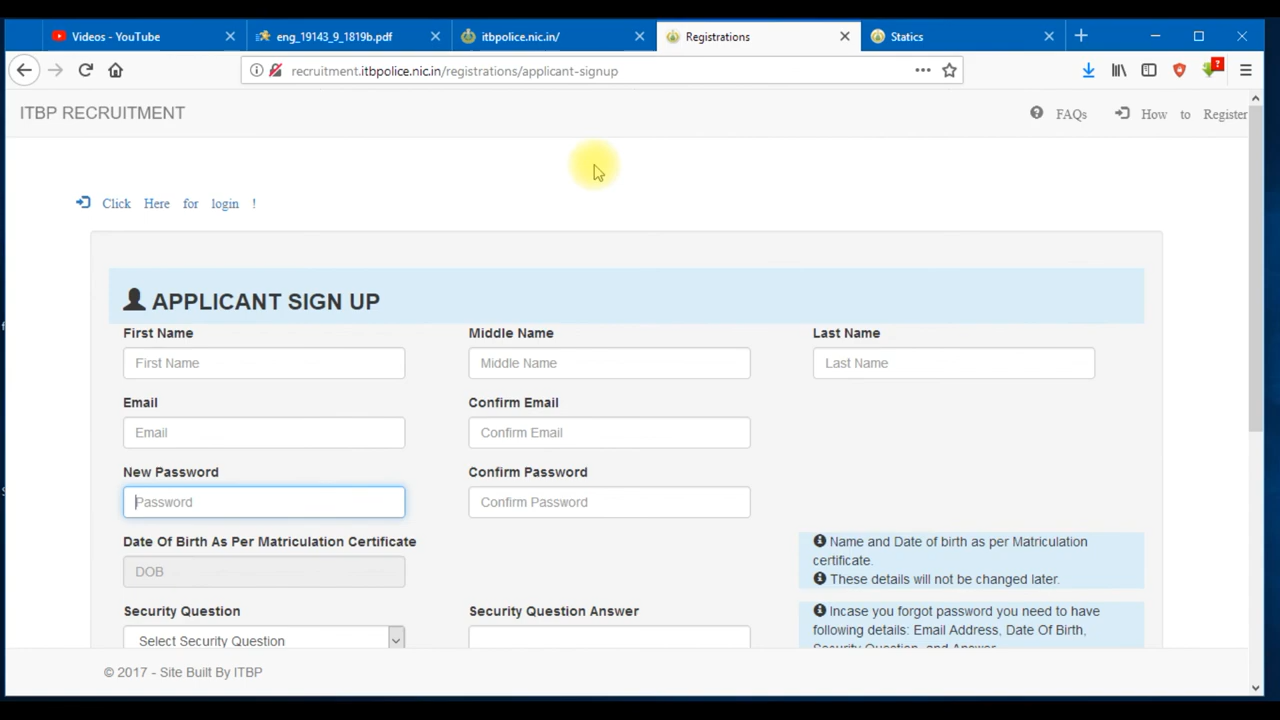 Videos - YouTube
eng_19143_9_1819b.pdf
itbpolice.nic.in/
Registrations
Statics
recruitment.itbpolice.nic.in/registrations/applicant-signup
?
ITBP RECRUITMENT
FAQs
How to Register
Click Here for login !
APPLICANT SIGN UP
First Name
Middle Name
Last Name
First Name
Middle Name
Last Name
Email
Confirm Email
Email
Confirm Email
New Password
Confirm Password
Password
Confirm Password
Date Of Birth As Per Matriculation Certificate
DOB
Name and Date of birth as per Matriculation
certificate.
These details will not be changed later.
Security Question
Security Question Answer
Select Security Question
Incase you forgot password you need to have
following details: Email Address, Date Of Birth,
Security Question, and Answer
© 2017 - Site Built By ITBP